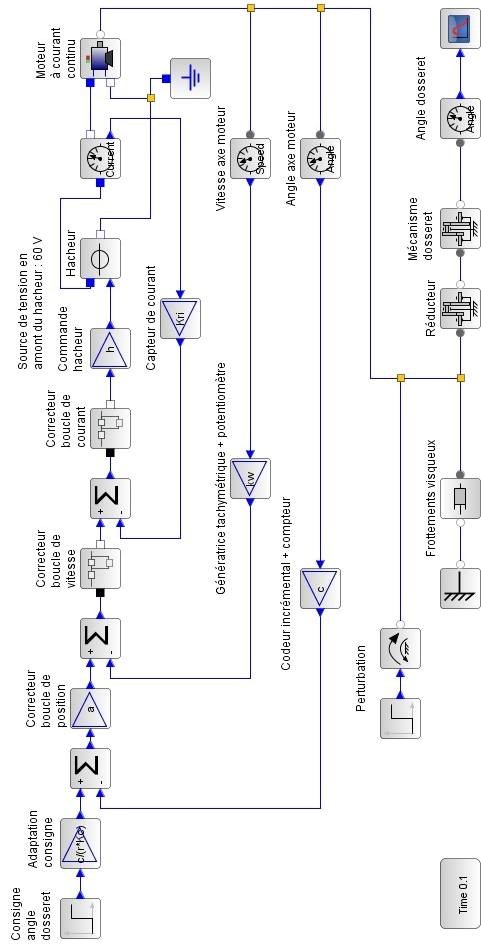 Consigne
angle
dosseret
Adaptation
consigne
c/(r*Kg)
+
-
Σ
Correcteur
boucle de
position
a
+
-
Σ
Correcteur
boucle de
vitesse
+
-
Σ
Correcteur
boucle de
courant
Source de tension en
amont du hacheur : 60 V
Commande
hacheur
h
Hacheur
Current
Moteur
à courant
continu
Capteur de courant
Kri
Vitesse axe moteur
Speed
Génératrice tachymétrique + potentiomètre
kw
Angle axe moteur
Angle
Codeur incrémental + compteur
c
Perturbation
Frottements visqueux
Réducteur
Mécanisme
dosseret
Angle dosseret
Angle
Time 0.1